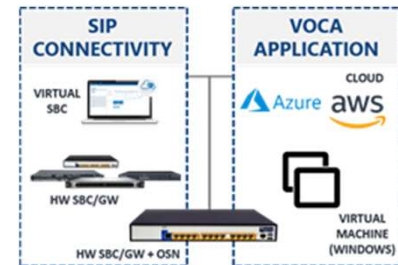 SIP
CONNECTIVITY
VIRTUAL
SBC
HW SBC/GW
HW SBC/GW + OSN
VOCA
APPLICATION
CLOUD
Azure aws
VIRTUAL
MACHINE
(WINDOWS)